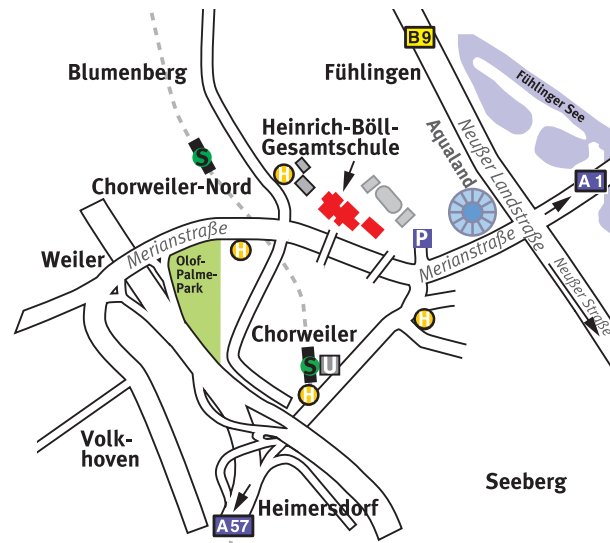 B9
Blumenberg
Fühlingen
Fühlinger See
Heinrich-Böll-
Gesamtschule
Aqualand
Neußer Landstraße
S
H
Chorweiler-Nord
A 1
P
Merianstraße
H
Merianstraße
Weiler
Olof-
Palme-
Park
Neußer Straße
Chorweiler
H
S
U
H
Volk-
hoven
Seeberg
Heimersdorf
A57